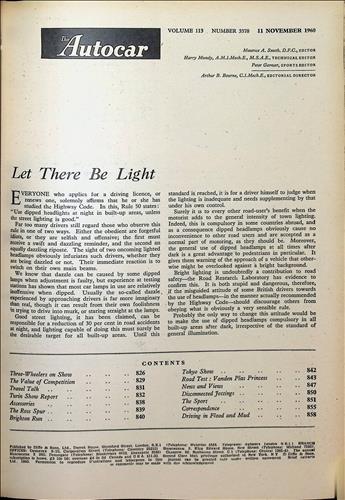 The
Autocar
VOLUME 113 NUMBER 3378 11 NOVEMBER 1960
Maurice A. Smith, D.F.C., EDITOR
Harry Mundy, A.M.I.Mech.E., M.S.A.E., TECHNICAL EDITOR
Peter Garnier, SPORTS EDITOR
Arthur B. Bourne, C.I.Mech.E., EDITORIAL DIRECTOR
Let There Be Light
EVERYONE who applies for a driving licence, or
renews one, solemnly affirms that he or she has
studied the Highway Code. In this, Rule 50 states:
"Use dipped headlights at night in built-up areas, unless
the street lighting is good."
Far too many drivers still regard those who observe this
rule in one of two ways. Either the obedient are forgetful
idiots, or they are selfish and offensive; the first must
receive a swift and dazzling reminder, and the second an
equally dazzling riposte. The sight of two oncoming lighted
headlamps obviously infuriates such drivers, whether they
are being dazzled or not. Their immediate reaction is to
switch on their own main beams.
We know that dazzle can be caused by some dipped
lamps when adjustment is faulty, but experience at testing
stations has shown that most car lamps in use are relatively
inoffensive when dipped. Usually the so-called dazzle,
experienced by approaching drivers is far more imaginary
than real, though it can result from their own foolishness
in trying to drive into murk, or staring straight at the lamps.
Good street lighting, it has been claimed, can be
responsible for a reduction of 30 per cent in road accidents
at night, and lighting capable of doing this must surely be
the desirable target for all built-up areas. Until this
standard is reached, it is for a driver himself to judge when
the lighting is inadequate and needs supplementing by that
under his own control.
Surely it is to every other road-user's benefit when the
motorist adds to the general intensity of town lighting.
Indeed, this is compulsory in some countries abroad, and
as a consequence dipped headlamps obviously cause no
inconvenience to other road users and are accepted as a
normal part of motoring, as they should be. Moreover,
the general use of dipped headlamps at all times after
dark is a great advantage to pedestrians in particular. It
gives them warning of the approach of a vehicle that other-
wise might be overlooked against a bright background.
Bright lighting is undoubtedly a contribution to road
safety—the Road Research Laboratory has evidence to
confirm this. It is both stupid and dangerous, therefore,
if the misguided attitude of some British drivers towards
the use of headlamps—in the manner actually recommended
by the Highway Code—should discourage others from
obeying what is obviously a very sensible rule.
Probably the only way to change this attitude would be
to make the use of dipped headlamps compulsory in all
built-up areas after dark, irrespective of the standard of
general illumination.
CONTENTS
Three-Wheelers on Show .. .. .. 826
The Value of Competition .. .. .. 829
Travel Talk .. .. .. 831
Turin Show Report .. .. .. 832
Accessories .. .. .. 838
The Ross Spur .. .. .. 839
Brighton Run .. .. .. 840
Tokyo Show .. .. .. 842
Road Test: Vanden Plas Princess .. .. 843
News and Views .. .. .. 847
Disconnected Jottings .. .. .. 850
The Sport .. .. .. 851
Correspondence .. .. .. 855
Driving in Flood and Mud .. .. .. 858